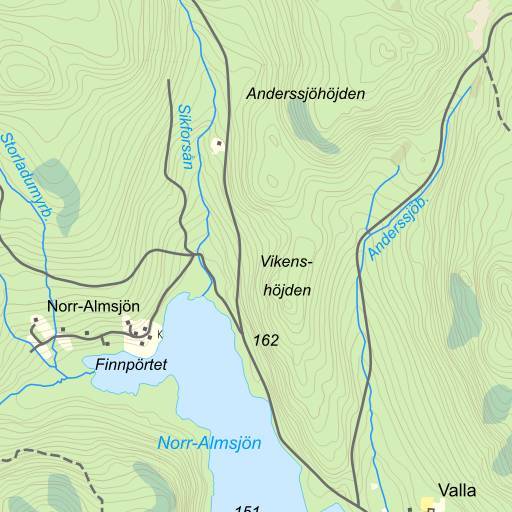 Anderssjöhöjden
Sikforsån
Storladumyrb.
Anderssjöb.
Vikens-
höjden
Norr-Almsjön
K
162
Finnpörtet
Norr-Almsjön
Valla
151